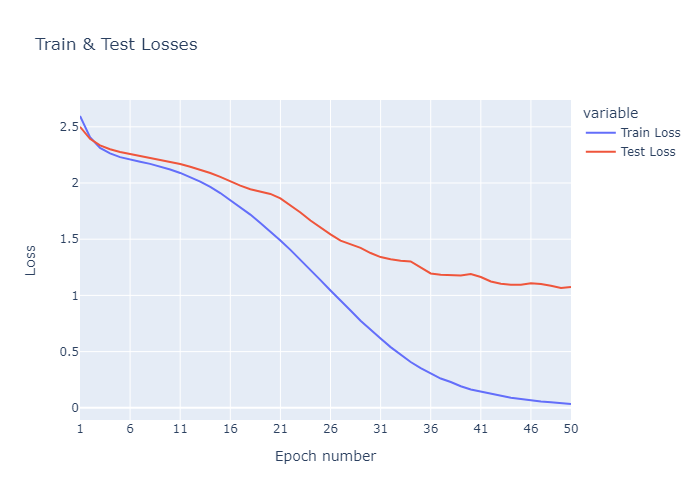 Train & Test Losses
variable
Train Loss
Test Loss
Loss
2.5
2
1.5
1
0.5
0
1 6 11 16 21 26 31 36 41 46 50
Epoch number